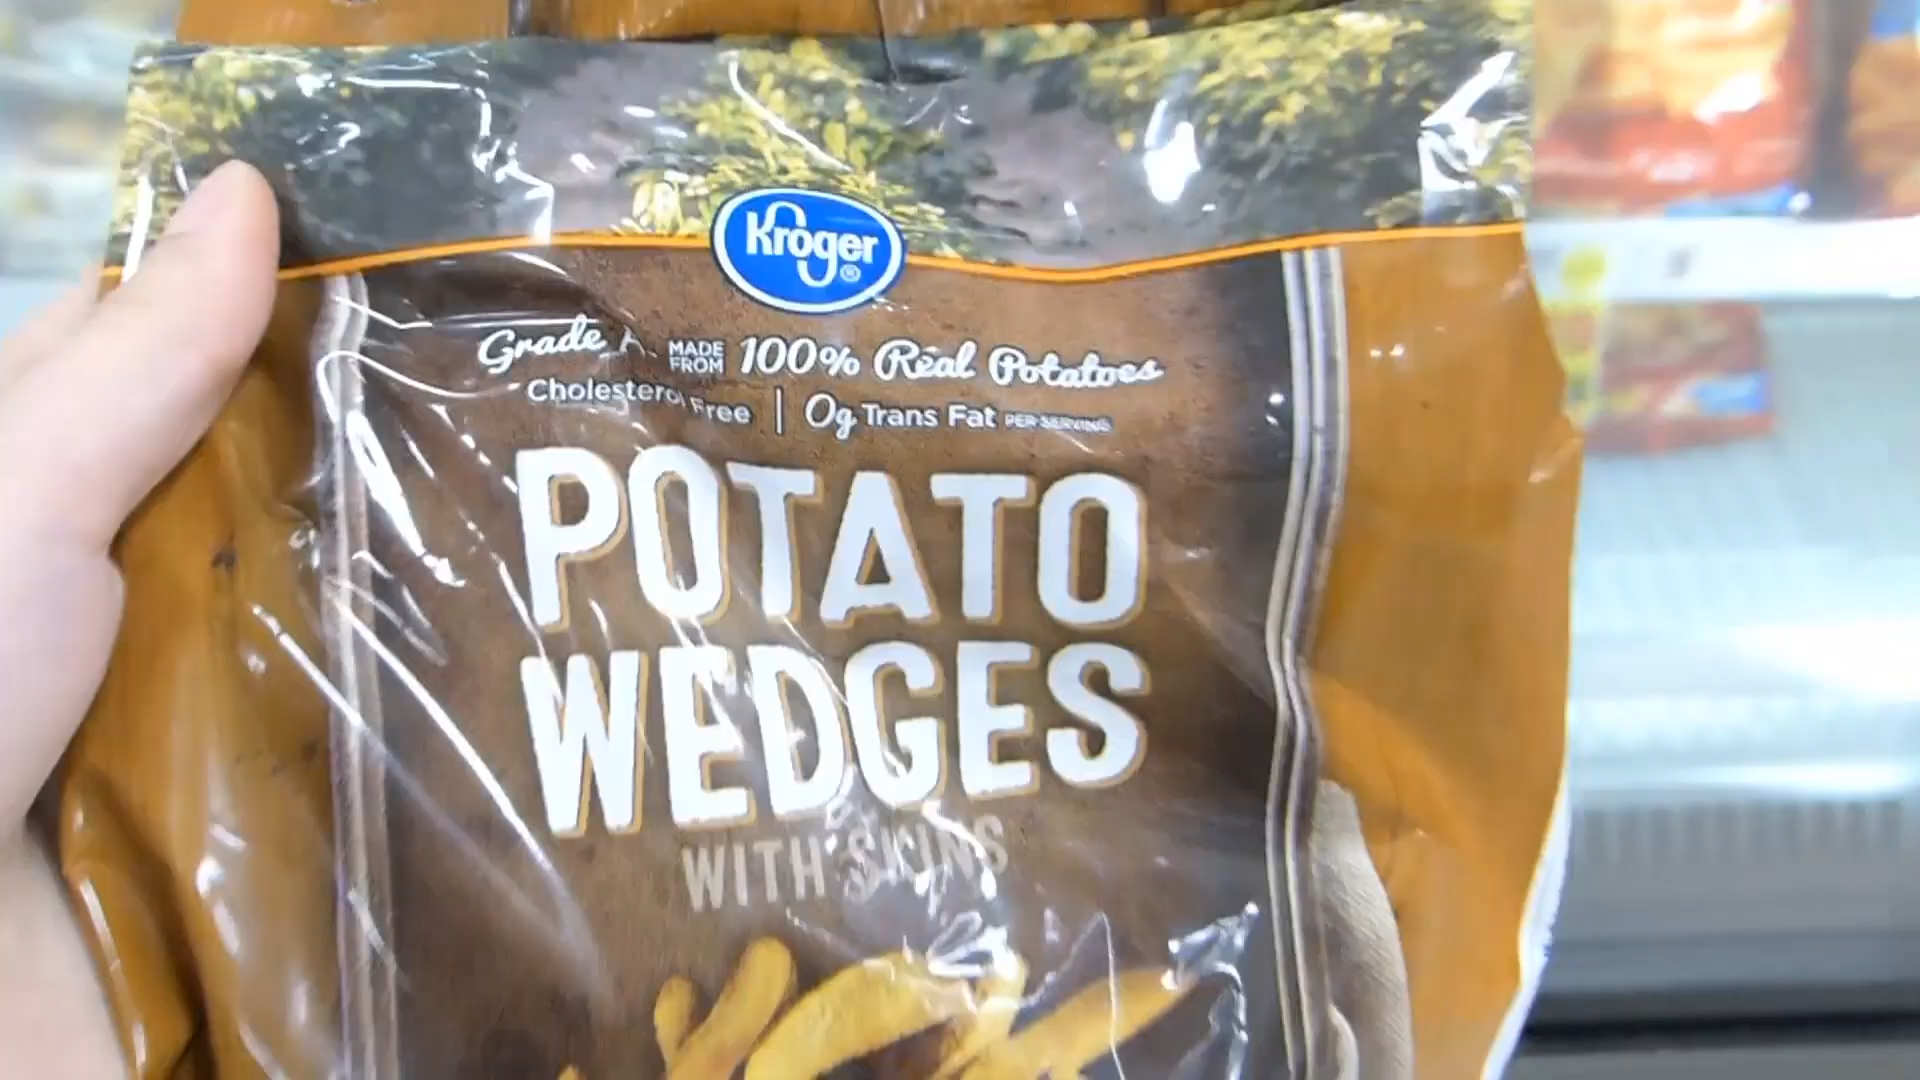 Kroger®
Grade A. MADE FROM 100% Real Potatoes
Cholesterol Free | 0g Trans Fat PER SERVING
POTATO
WEDGES
WITH SKINS